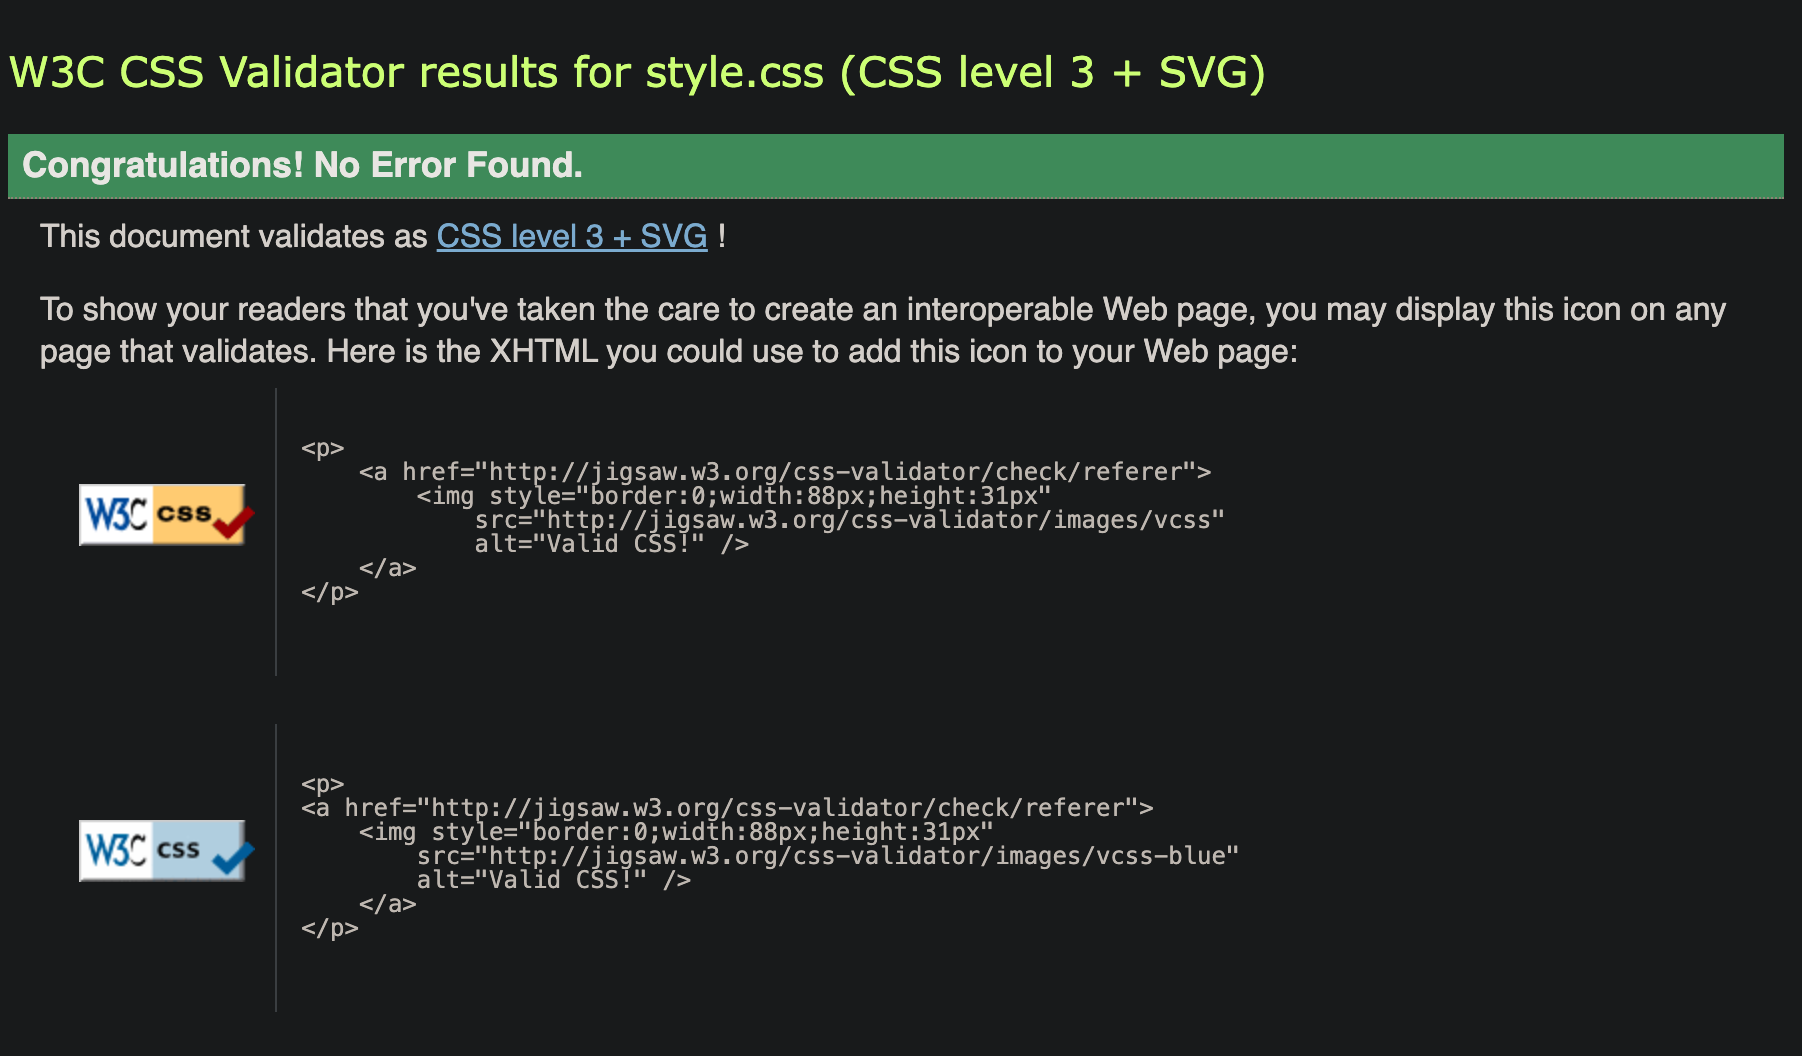 W3C CSS Validator results for style.css (CSS level 3 + SVG)
Congratulations! No Error Found.
This document validates as CSS level 3 + SVG !
To show your readers that you've taken the care to create an interoperable Web page, you may display this icon on any
page that validates. Here is the XHTML you could use to add this icon to your Web page:
W3C css
<p>
    <a href="http://jigsaw.w3.org/css-validator/check/referer">
        <img style="border:0;width:88px;height:31px"
            src="http://jigsaw.w3.org/css-validator/images/vcss"
            alt="Valid CSS!" />
    </a>
</p>
W3C css
<p>
<a href="http://jigsaw.w3.org/css-validator/check/referer">
    <img style="border:0;width:88px;height:31px"
        src="http://jigsaw.w3.org/css-validator/images/vcss-blue"
        alt="Valid CSS!" />
    </a>
</p>